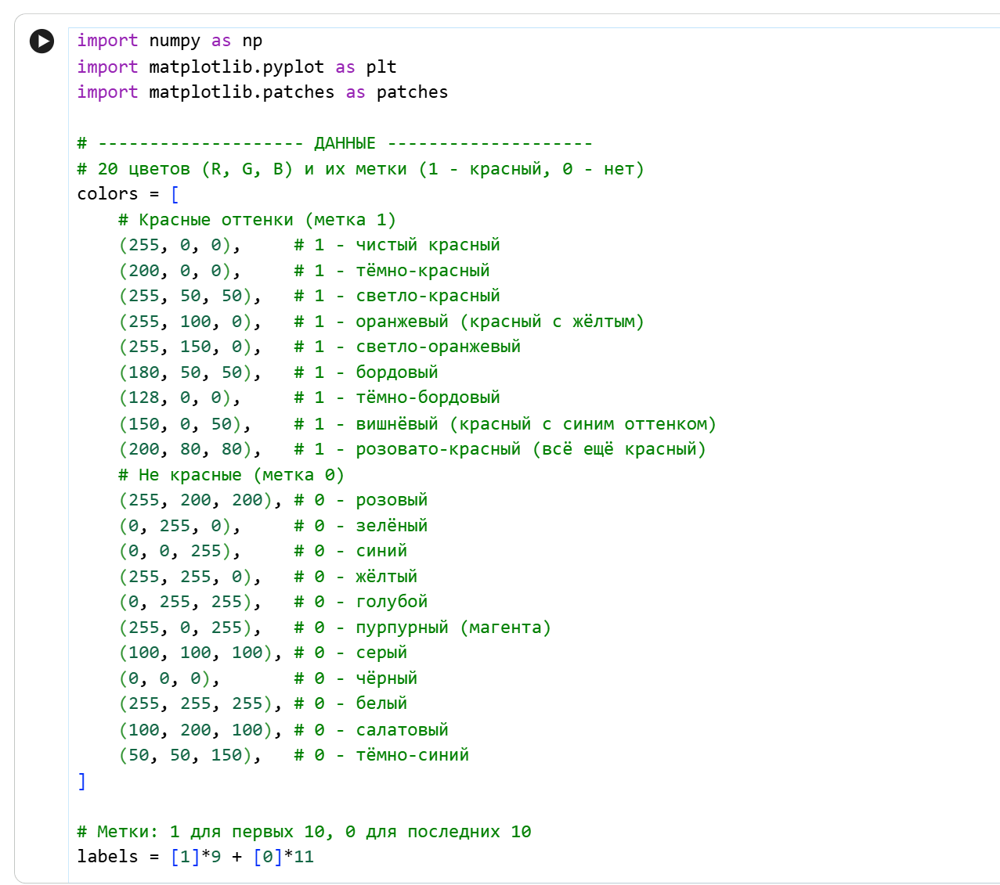 import numpy as np
import matplotlib.pyplot as plt
import matplotlib.patches as patches
# -------------------- ДАННЫЕ --------------------
# 20 цветов (R, G, B) и их метки (1 - красный, 0 - нет)
colors = [
    # Красные оттенки (метка 1)
    (255, 0, 0),     # 1 - чистый красный
    (200, 0, 0),     # 1 - тёмно-красный
    (255, 50, 50),   # 1 - светло-красный
    (255, 100, 0),   # 1 - оранжевый (красный с жёлтым)
    (255, 150, 0),   # 1 - светло-оранжевый
    (180, 50, 50),   # 1 - бордовый
    (128, 0, 0),     # 1 - тёмно-бордовый
    (150, 0, 50),    # 1 - вишнёвый (красный с синим оттенком)
    (200, 80, 80),   # 1 - розовато-красный (всё ещё красный)
    # Не красные (метка 0)
    (255, 200, 200), # 0 - розовый
    (0, 255, 0),     # 0 - зелёный
    (0, 0, 255),     # 0 - синий
    (255, 255, 0),   # 0 - жёлтый
    (0, 255, 255),   # 0 - голубой
    (255, 0, 255),   # 0 - пурпурный (магента)
    (100, 100, 100), # 0 - серый
    (0, 0, 0),       # 0 - чёрный
    (255, 255, 255), # 0 - белый
    (100, 200, 100), # 0 - салатовый
    (50, 50, 150),   # 0 - тёмно-синий
]
# Метки: 1 для первых 10, 0 для последних 10
labels = [1]*9 + [0]*11